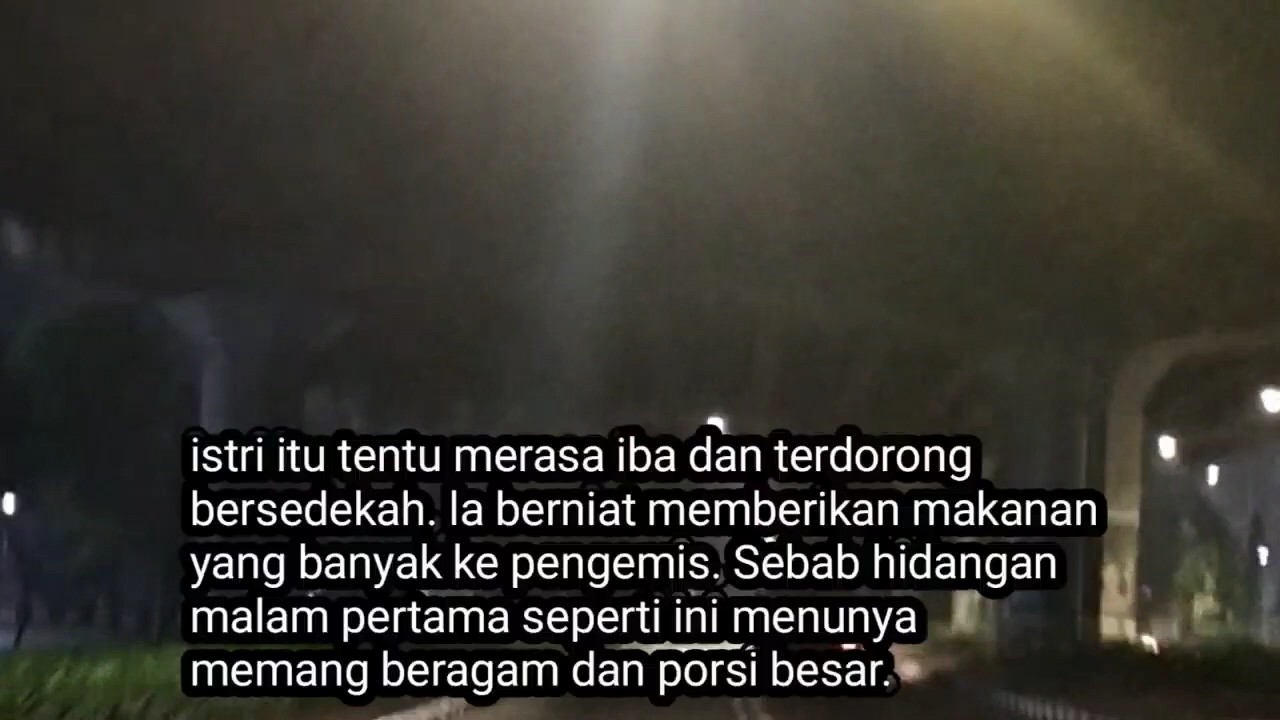 istri itu tentu merasa iba dan terdorong
bersedekah. Ia berniat memberikan makanan
yang banyak ke pengemis. Sebab hidangan
malam pertama seperti ini menunya
memang beragam dan porsi besar.